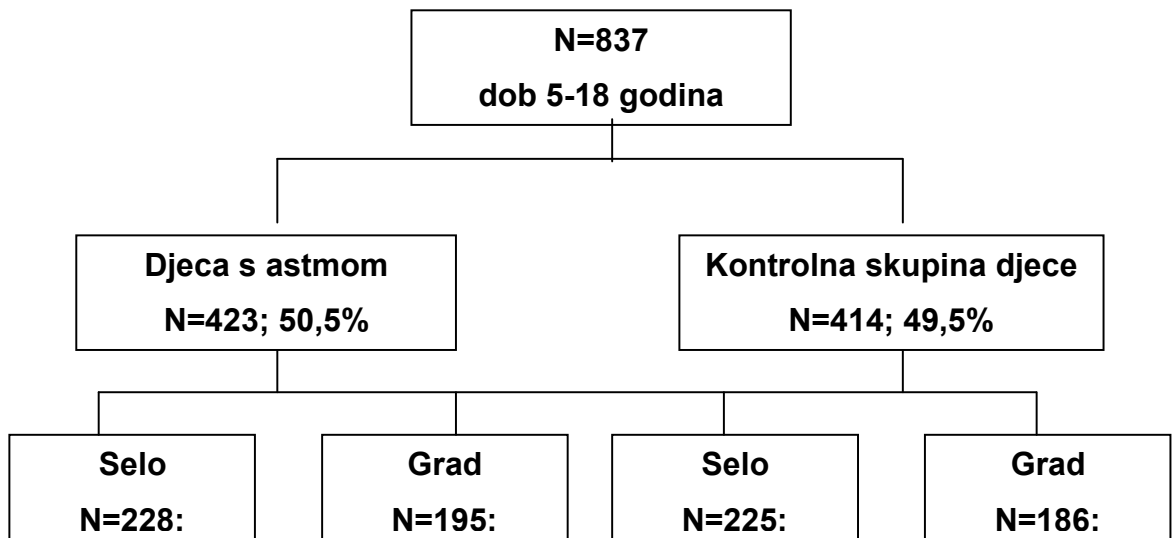 N=837
dob 5-18 godina
Djeca s astmom
N=423; 50,5%
Kontrolna skupina djece
N=414; 49,5%
Selo
N=228:
Grad
N=195:
Selo
N=225:
Grad
N=186: